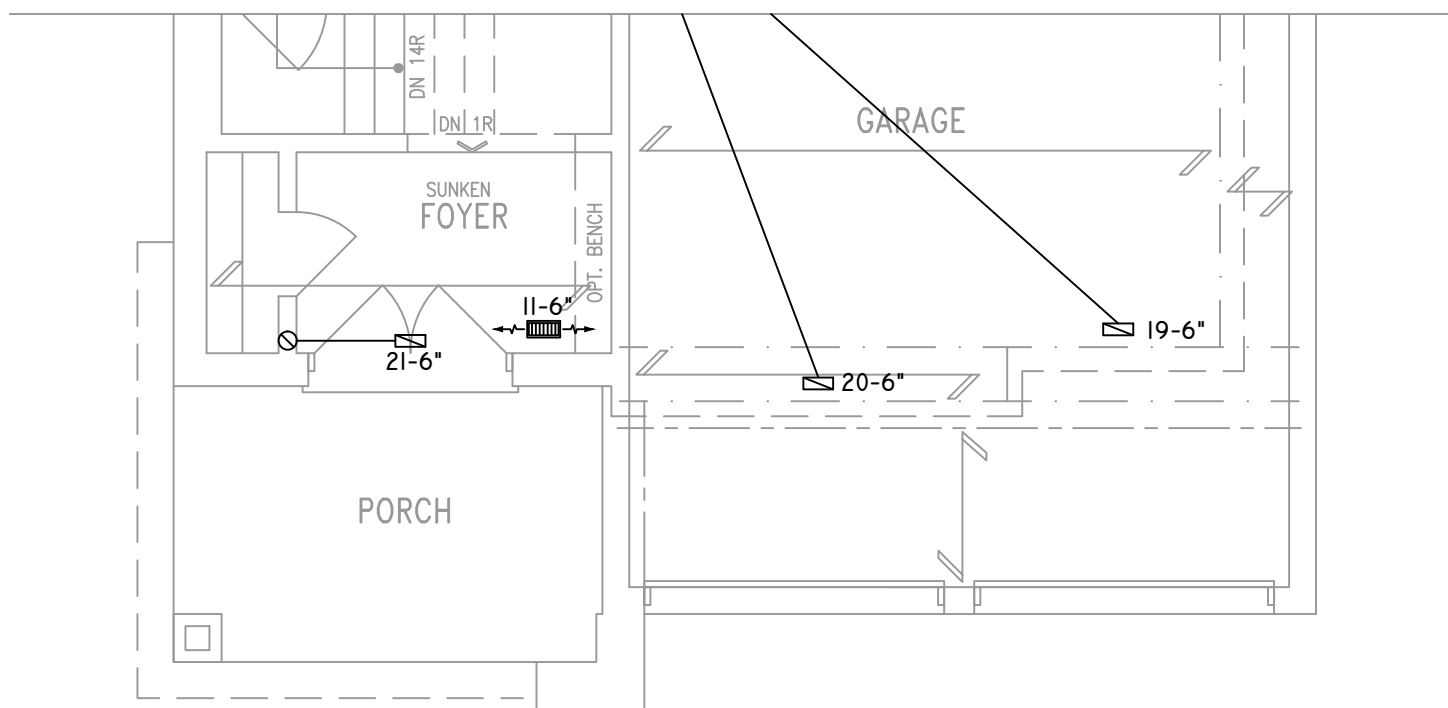 DN 14R
DN 1R
GARAGE
SUNKEN
FOYER
OPT. BENCH
11-6"
21-6"
19-6"
20-6"
PORCH